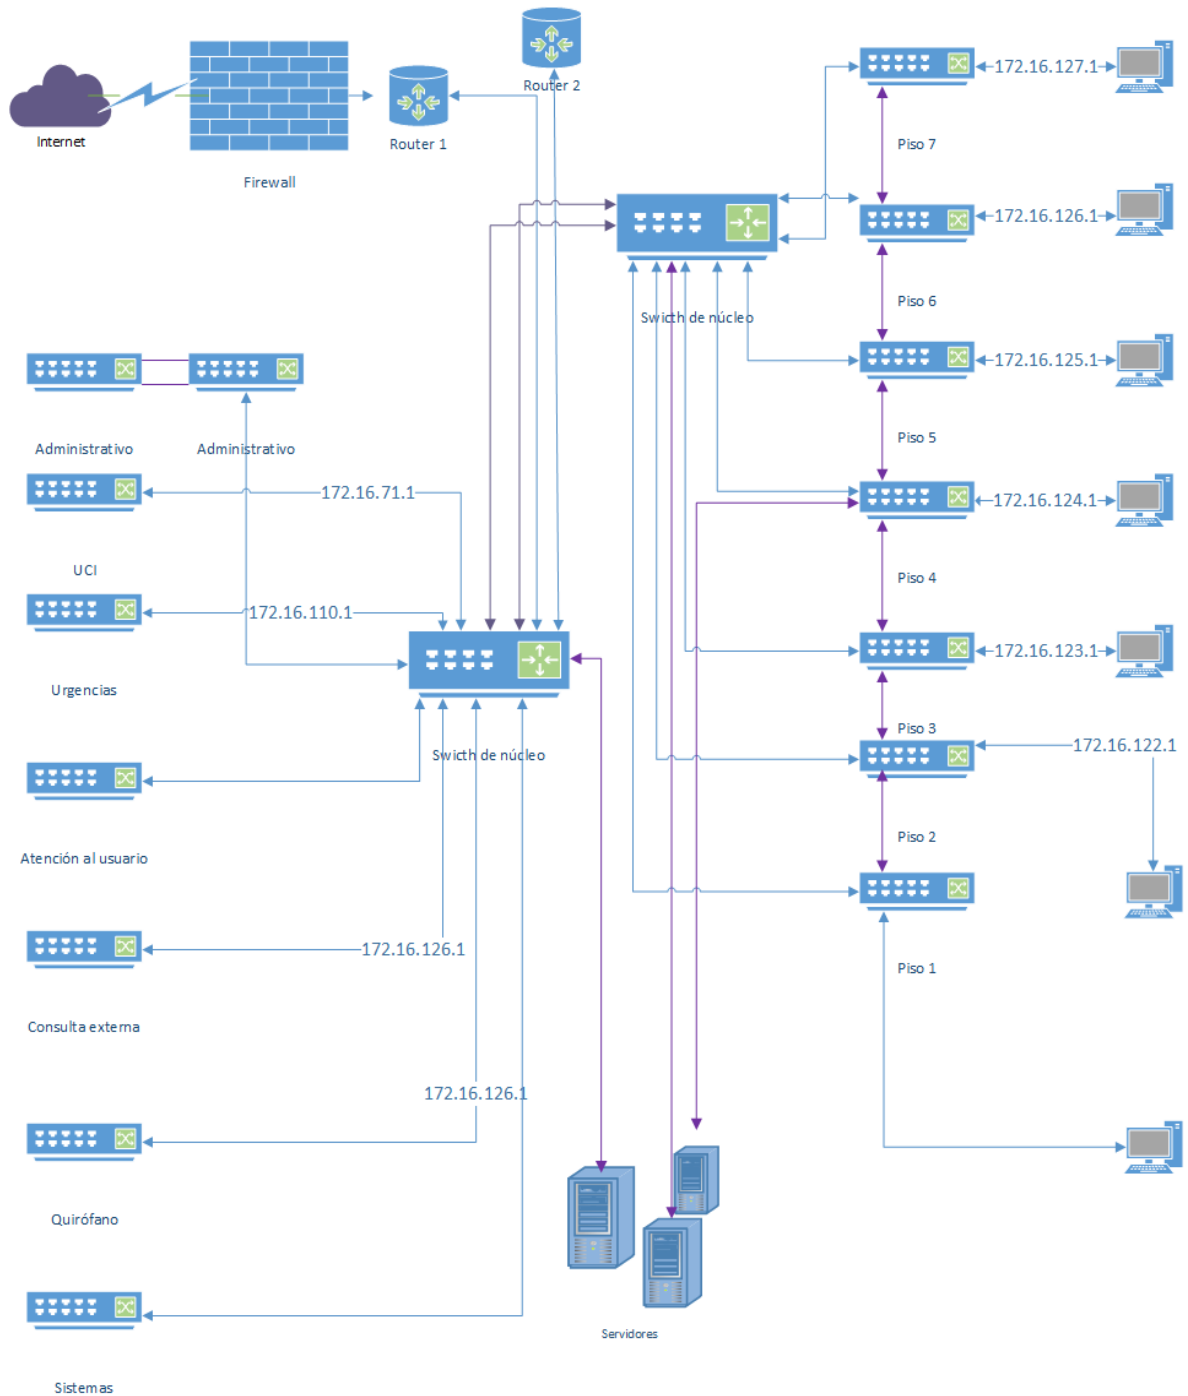 Router 2
172.16.127.1
Internet
Router 1
Piso 7
Firewall
172.16.126.1
Piso 6
Swicth de núcleo
172.16.125.1
Piso 5
Administrativo
Administrativo
172.16.71.1
172.16.124.1
UCI
Piso 4
172.16.110.1
172.16.123.1
Urgencias
Piso 3
172.16.122.1
Swicth de núcleo
Piso 2
Atención al usuario
172.16.126.1
Piso 1
Consulta externa
172.16.126.1
Quirófano
Servidores
Sistemas